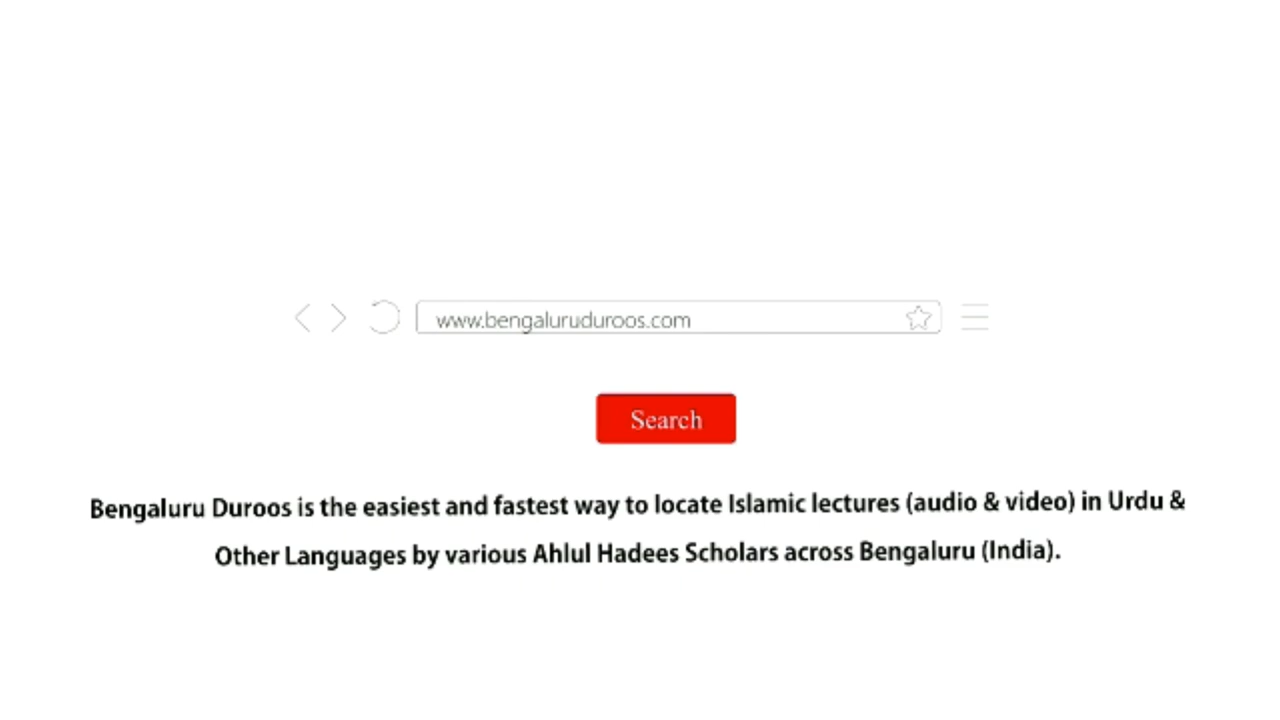 www.bengaluruduroos.com
Search
Bengaluru Duroos is the easiest and fastest way to locate Islamic lectures (audio & video) in Urdu &
Other Languages by various Ahlul Hadees Scholars across Bengaluru (India).